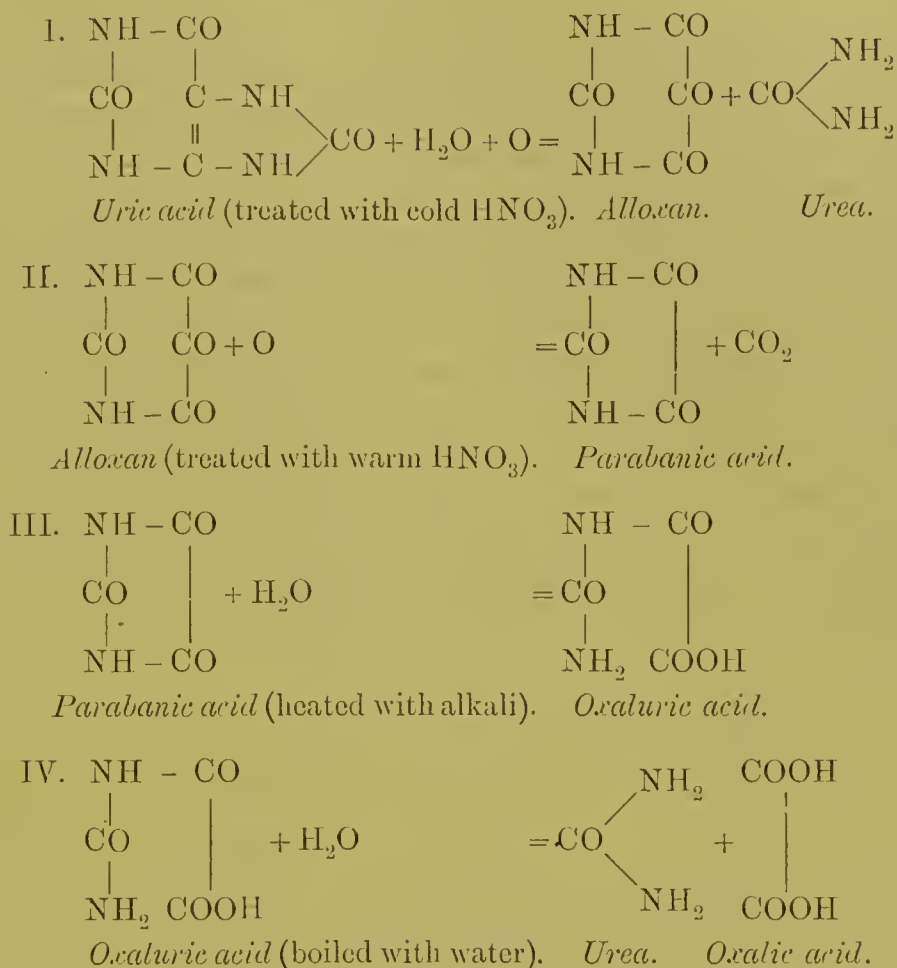 I. NH – CO NH – CO NH₂
CO C – NH CO CO + CO
CO + H₂O + O =
NH – C – NH NH – CO NH₂
Uric acid (treated with cold HNO₃). Alloxan. Urea.
II. NH – CO NH – CO
CO CO + O = CO + CO₂
NH – CO NH – CO
Alloxan (treated with warm HNO₃). Parabanic acid.
III. NH – CO NH – CO
CO + H₂O = CO
NH – CO NH₂ COOH
Parabanic acid (heated with alkali). Oxaluric acid.
IV. NH – CO NH₂ COOH
CO + H₂O = CO +
NH₂ COOH NH₂ COOH
Oxaluric acid (boiled with water). Urea. Oxalic acid.